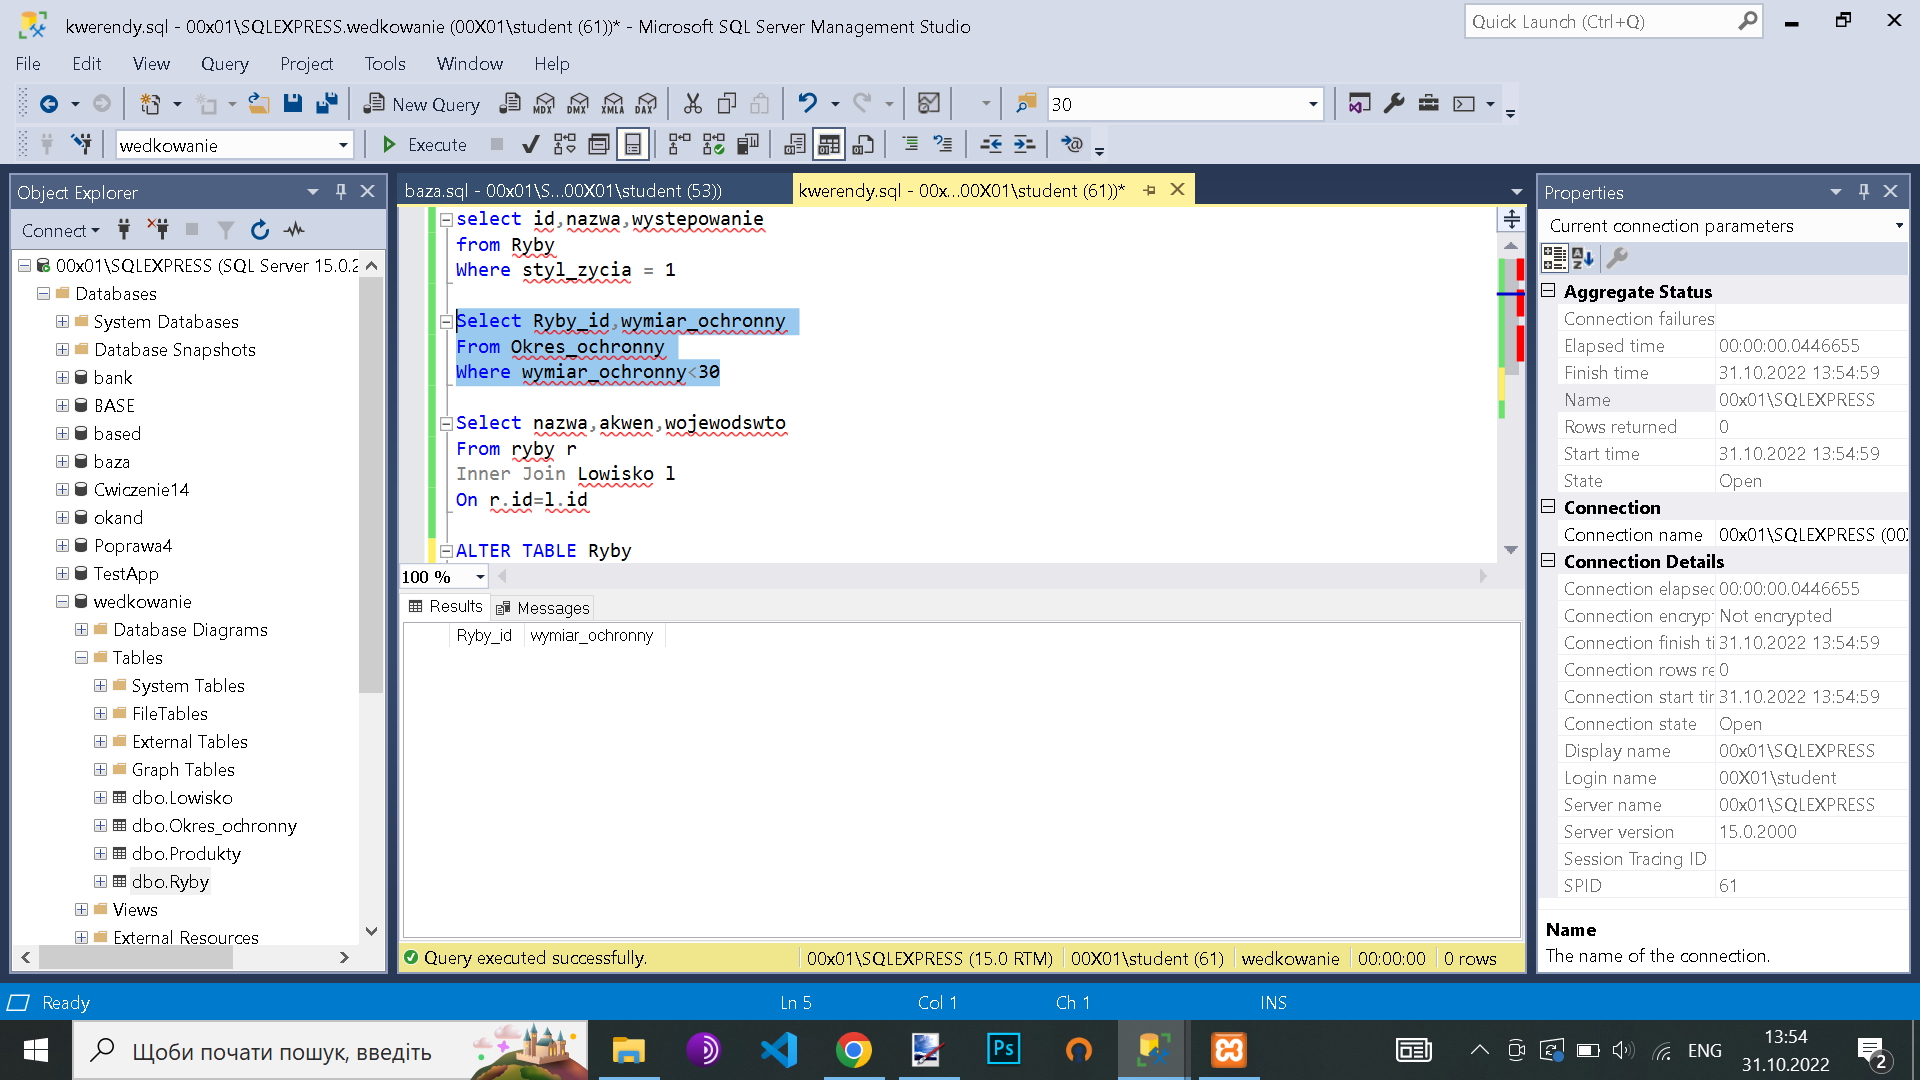 kwerendy.sql - 00x01\SQLEXPRESS.wedkowanie (00X01\student (61))* - Microsoft SQL Server Management Studio
Quick Launch (Ctrl+Q)
File Edit View Query Project Tools Window Help
New Query
MDX DMX XMLA DAX
30
wedkowanie
Execute
Object Explorer
Connect
00x01\SQLEXPRESS (SQL Server 15.0.2
Databases
System Databases
Database Snapshots
bank
BASE
based
baza
Cwiczenie14
okand
Poprawa4
TestApp
wedkowanie
Database Diagrams
Tables
System Tables
FileTables
External Tables
Graph Tables
dbo.Lowisko
dbo.Okres_ochronny
dbo.Produkty
dbo.Ryby
Views
External Resources
baza.sql - 00x01\S...00X01\student (53))
kwerendy.sql - 00x...00X01\student (61))*
select id,nazwa,wystepowanie
from Ryby
Where styl_zycia = 1
Select Ryby_id,wymiar_ochronny
From Okres_ochronny
Where wymiar_ochronny<30
Select nazwa,akwen,wojewodswto
From ryby r
Inner Join Lowisko l
On r.id=l.id
ALTER TABLE Ryby
100 %
Results Messages
Ryby_id wymiar_ochronny
Query executed successfully.
00x01\SQLEXPRESS (15.0 RTM) 00X01\student (61) wedkowanie 00:00:00 0 rows
Properties
Current connection parameters
Aggregate Status
Connection failures
Elapsed time 00:00:00.0446655
Finish time 31.10.2022 13:54:59
Name 00x01\SQLEXPRESS
Rows returned 0
Start time 31.10.2022 13:54:59
State Open
Connection
Connection name 00x01\SQLEXPRESS (00
Connection Details
Connection elapsed 00:00:00.0446655
Connection encryp Not encrypted
Connection finish ti 31.10.2022 13:54:59
Connection rows re 0
Connection start tir 31.10.2022 13:54:59
Connection state Open
Display name 00x01\SQLEXPRESS
Login name 00X01\student
Server name 00x01\SQLEXPRESS
Server version 15.0.2000
Session Tracing ID
SPID 61
Name
The name of the connection.
Ready
Ln 5 Col 1 Ch 1 INS
Щоби почати пошук, введіть
Ps
ENG
13:54
31.10.2022
2